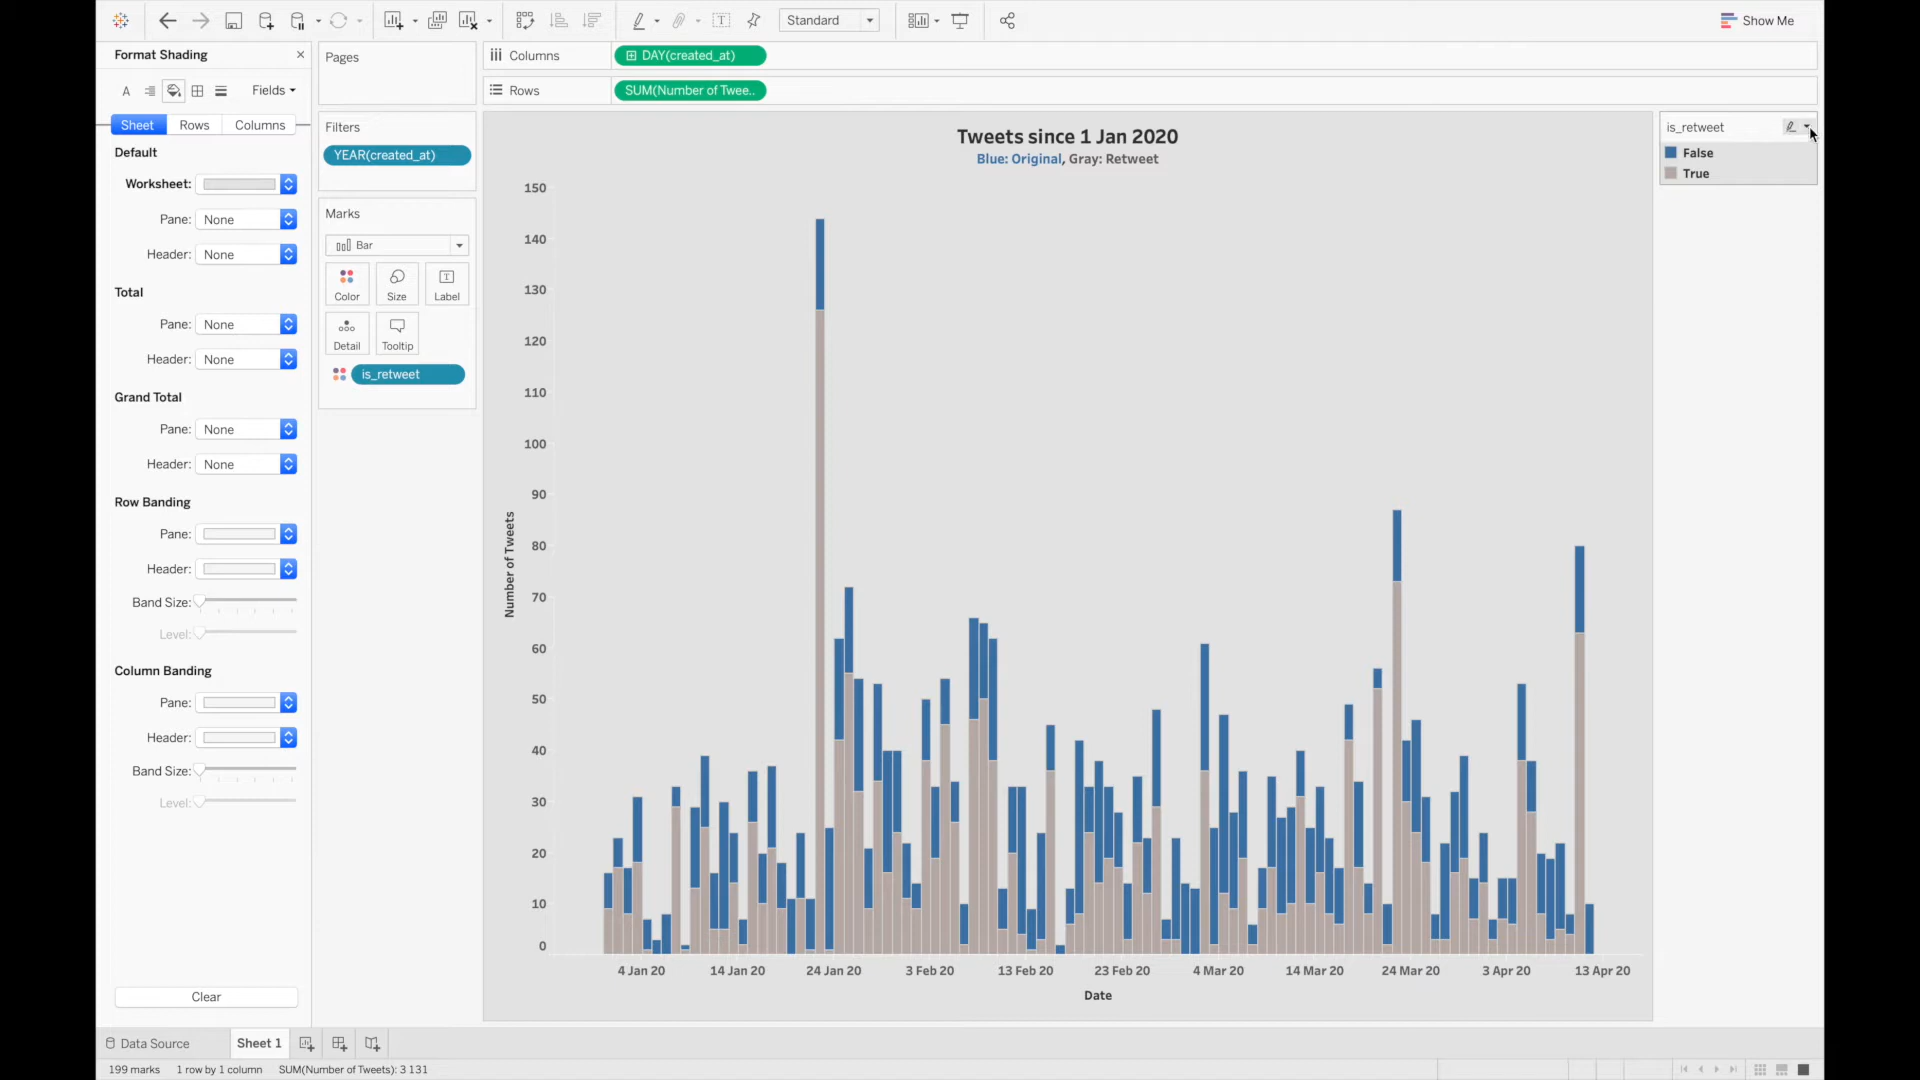 Standard
Show Me
Format Shading
Fields
Sheet
Rows
Columns
Default
Worksheet:
Pane: None
Header: None
Total
Pane: None
Header: None
Grand Total
Pane: None
Header: None
Row Banding
Pane:
Header:
Band Size:
Level:
Column Banding
Pane:
Header:
Band Size:
Level:
Clear
Pages
Filters
YEAR(created_at)
Marks
Bar
Color
Size
Label
Detail
Tooltip
is_retweet
Columns
DAY(created_at)
Rows
SUM(Number of Twee..
Tweets since 1 Jan 2020
Blue: Original, Gray: Retweet
150
140
130
120
110
100
90
80
70
60
50
40
30
20
10
0
Number of Tweets
4 Jan 20
14 Jan 20
24 Jan 20
3 Feb 20
13 Feb 20
23 Feb 20
4 Mar 20
14 Mar 20
24 Mar 20
3 Apr 20
13 Apr 20
Date
is_retweet
False
True
Data Source
Sheet 1
199 marks
1 row by 1 column
SUM(Number of Tweets): 3 131